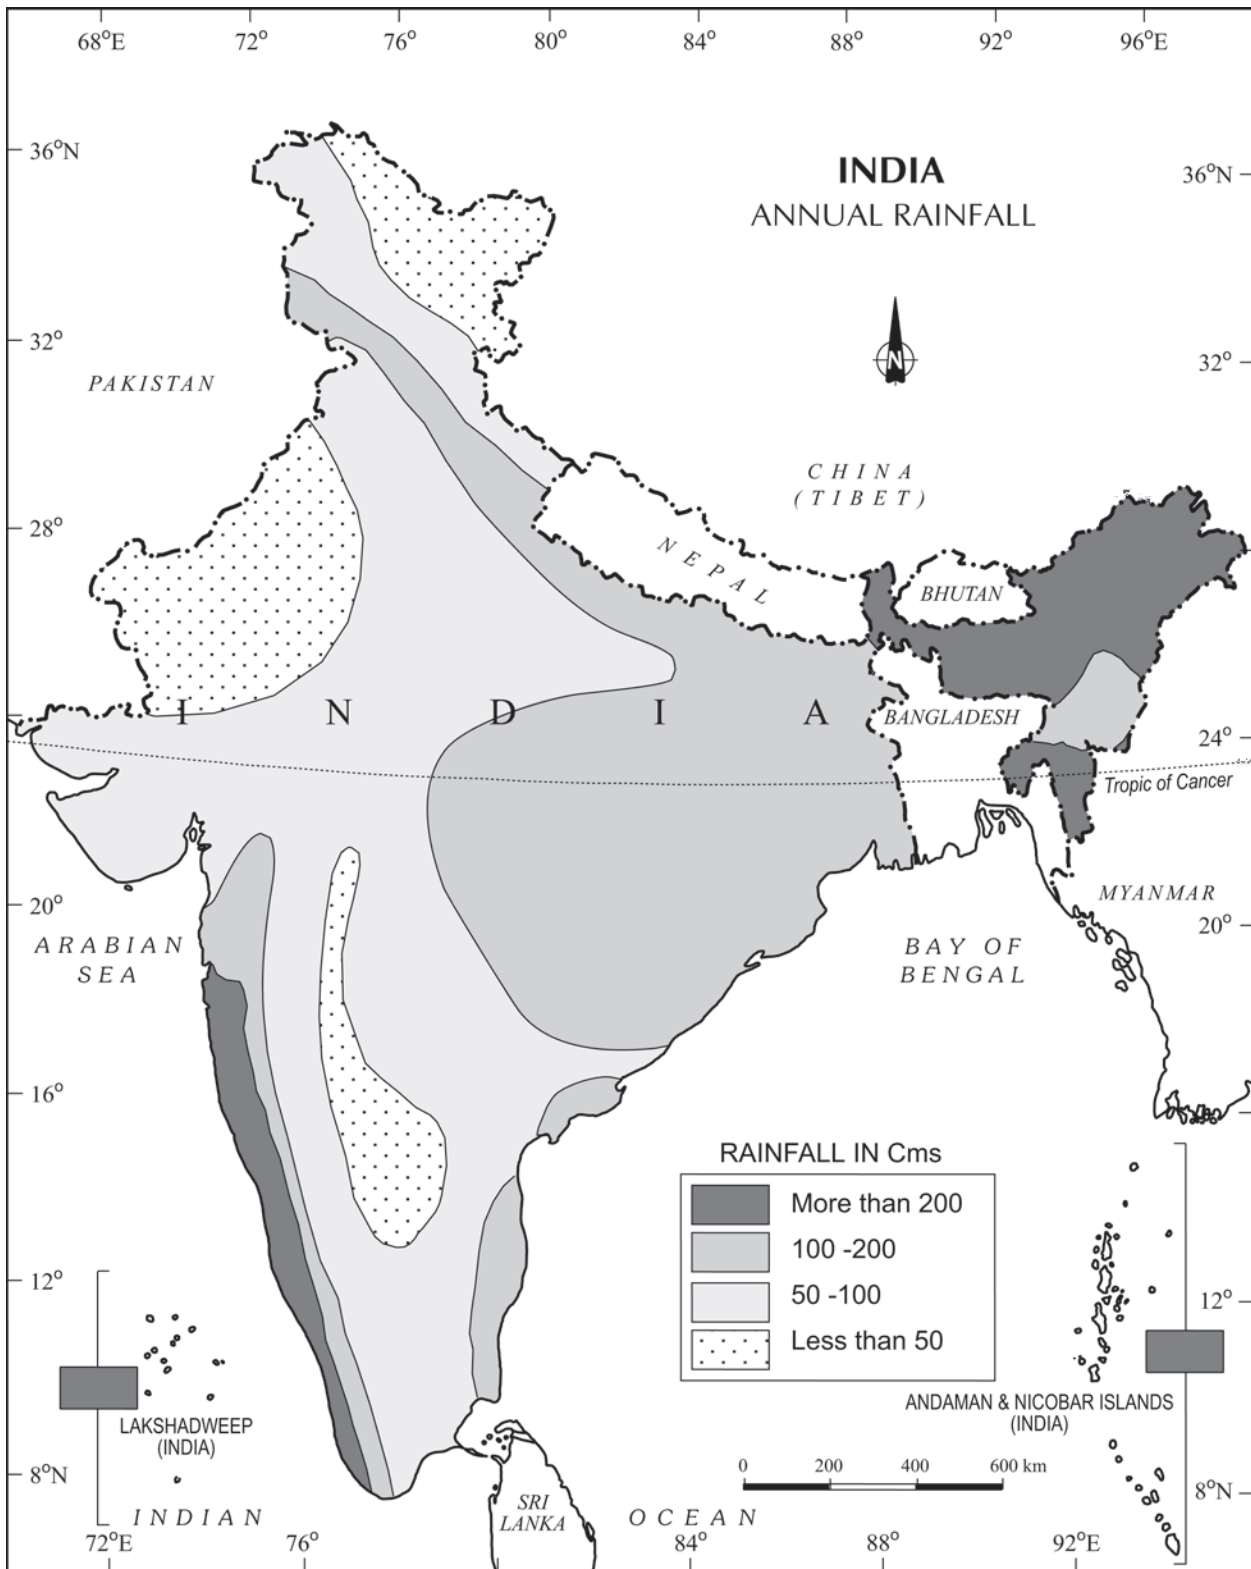 68°E 72° 76° 80° 84° 88° 92° 96°E
36°N
INDIA
ANNUAL RAINFALL
36°N
N
32°
32°
PAKISTAN
CHINA
(TIBET)
28°
NEPAL
BHUTAN
I N D I A
BANGLADESH
24°
Tropic of Cancer
20°
MYANMAR
20°
ARABIAN
SEA
BAY OF
BENGAL
16°
RAINFALL IN Cms
More than 200
100 -200
50 -100
Less than 50
12°
12°
LAKSHADWEEP
(INDIA)
ANDAMAN & NICOBAR ISLANDS
(INDIA)
0 200 400 600 km
8°N
8°N
SRI
LANKA
INDIAN OCEAN
72°E 76° 84° 88° 92°E